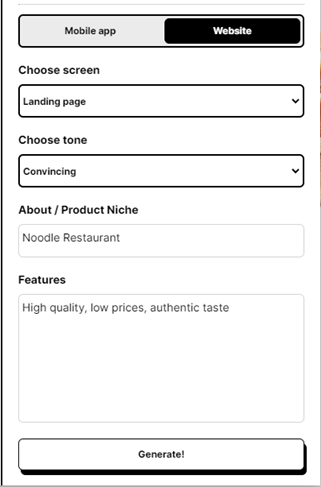 Mobile app
Website
Choose screen
Landing page
Choose tone
Convincing
About / Product Niche
Noodle Restaurant
Features
High quality, low prices, authentic taste
Generate!